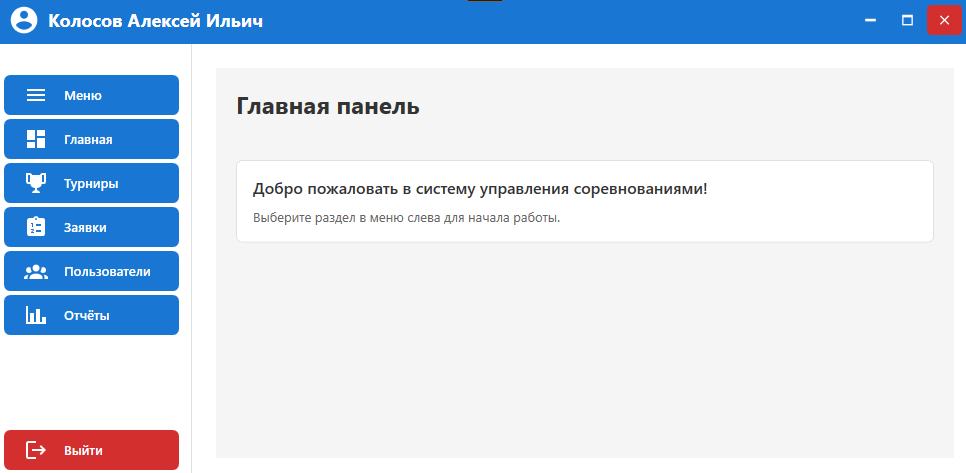 Колосов Алексей Ильич
Меню
Главная
Турниры
Заявки
Пользователи
Отчёты
Выйти
Главная панель
Добро пожаловать в систему управления соревнованиями!
Выберите раздел в меню слева для начала работы.